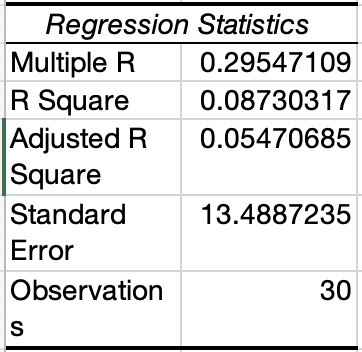 Regression Statistics
Multiple R 0.29547109
R Square 0.08730317
Adjusted R 0.05470685
Square
Standard 13.4887235
Error
Observation 30
s